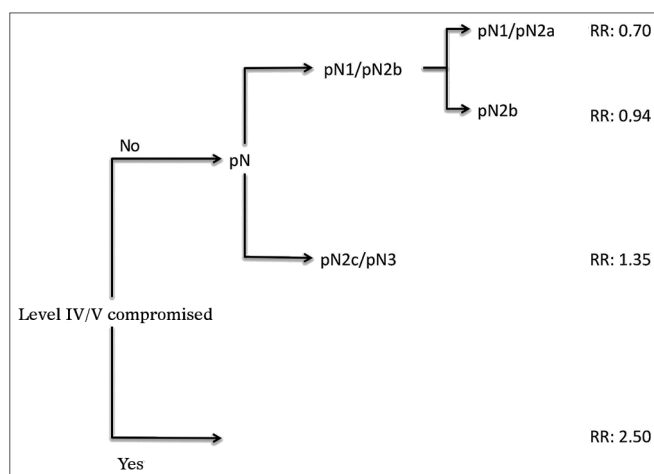 pN1/pN2a RR: 0.70
pN1/pN2b
pN2b RR: 0.94
No
pN
pN2c/pN3 RR: 1.35
Level IV/V compromised
RR: 2.50
Yes